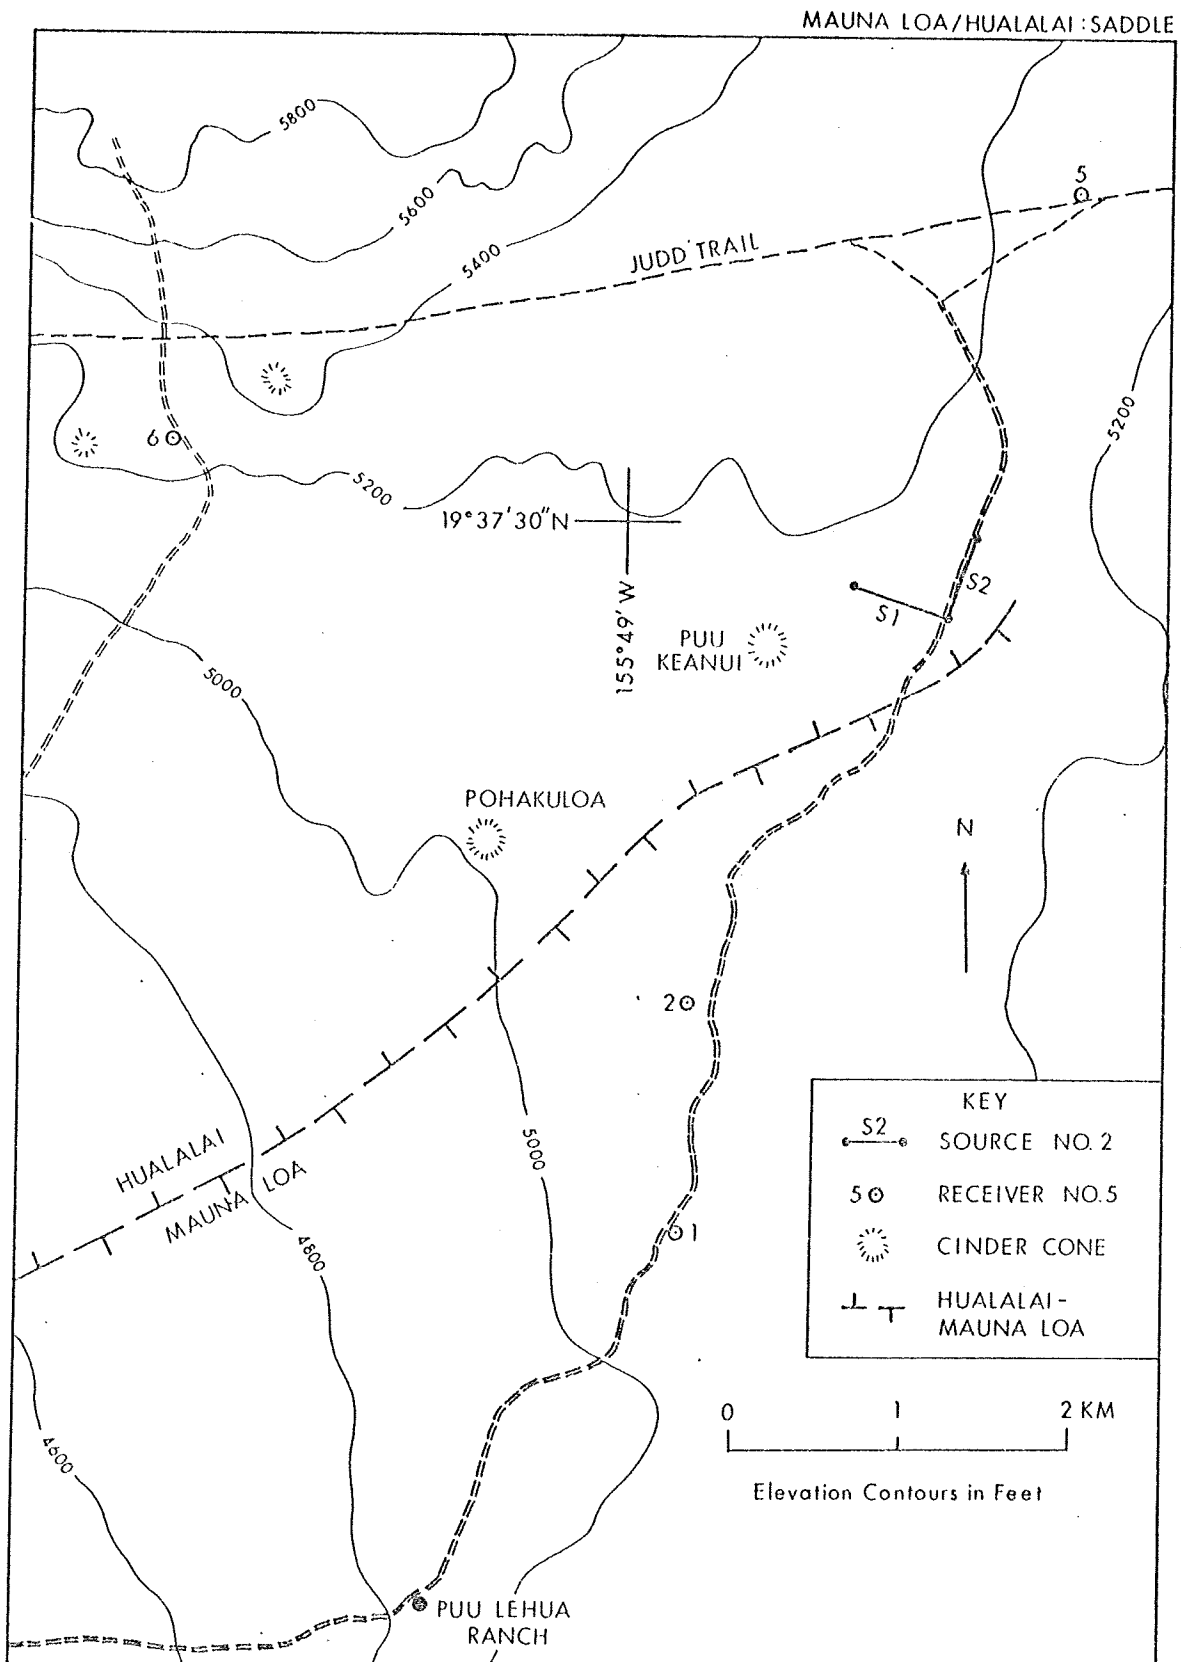 MAUNA LOA/HUALALAI:SADDLE
5800
5
5600
JUDD TRAIL
5400
5200
6
5200
19°37'30"N
S2
S1
155°49' W
PUU
KEANUI
5000
POHAKULOA
N
2
KEY
S2
SOURCE NO. 2
5
RECEIVER NO. 5
CINDER CONE
HUALALAI-
MAUNA LOA
5000
HUALALAI
MAUNA LOA
1
4800
0 1 2 KM
4600
Elevation Contours in Feet
PUU LEHUA
RANCH